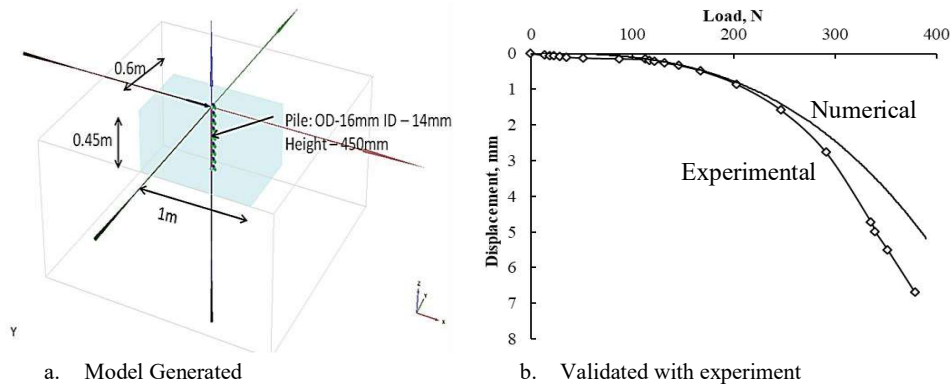 0.6m
0.45m
Pile: OD-16mm ID – 14mm
Height – 450mm
1m
Y
z
y
x
a. Model Generated
Load, N
0 100 200 300 400
Displacement, mm
0
1
2
3
4
5
6
7
8
Numerical
Experimental
b. Validated with experiment